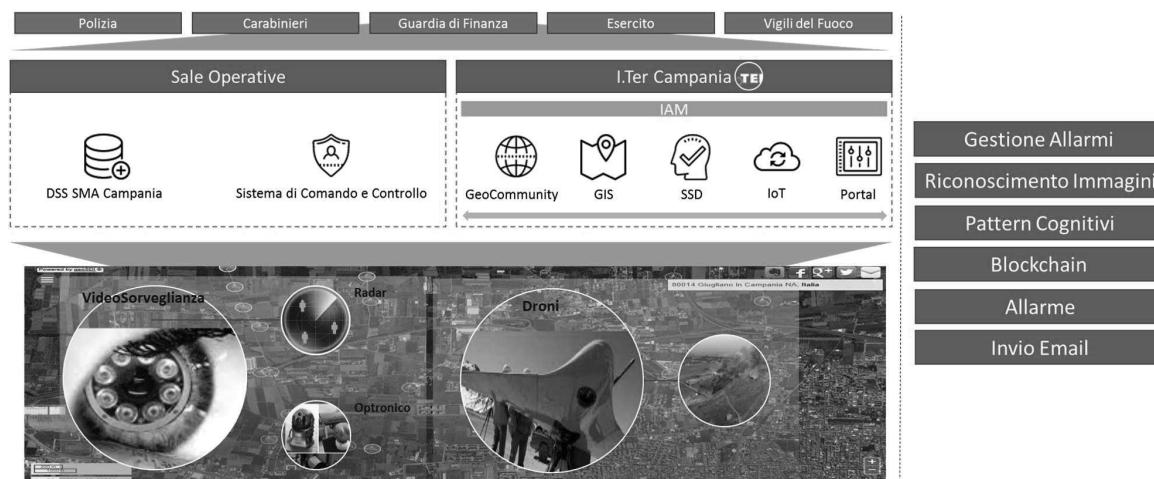 Polizia
Carabinieri
Guardia di Finanza
Esercito
Vigili del Fuoco
Sale Operative
I.Ter Campania TEr
IAM
DSS SMA Campania
Sistema di Comando e Controllo
GeoCommunity
GIS
SSD
IoT
Portal
Gestione Allarmi
Riconoscimento Immagini
Pattern Cognitivi
Blockchain
Allarme
Invio Email
80014 Giugliano In Campania NA, Italia
VideoSorveglianza
Radar
Droni
Optronico